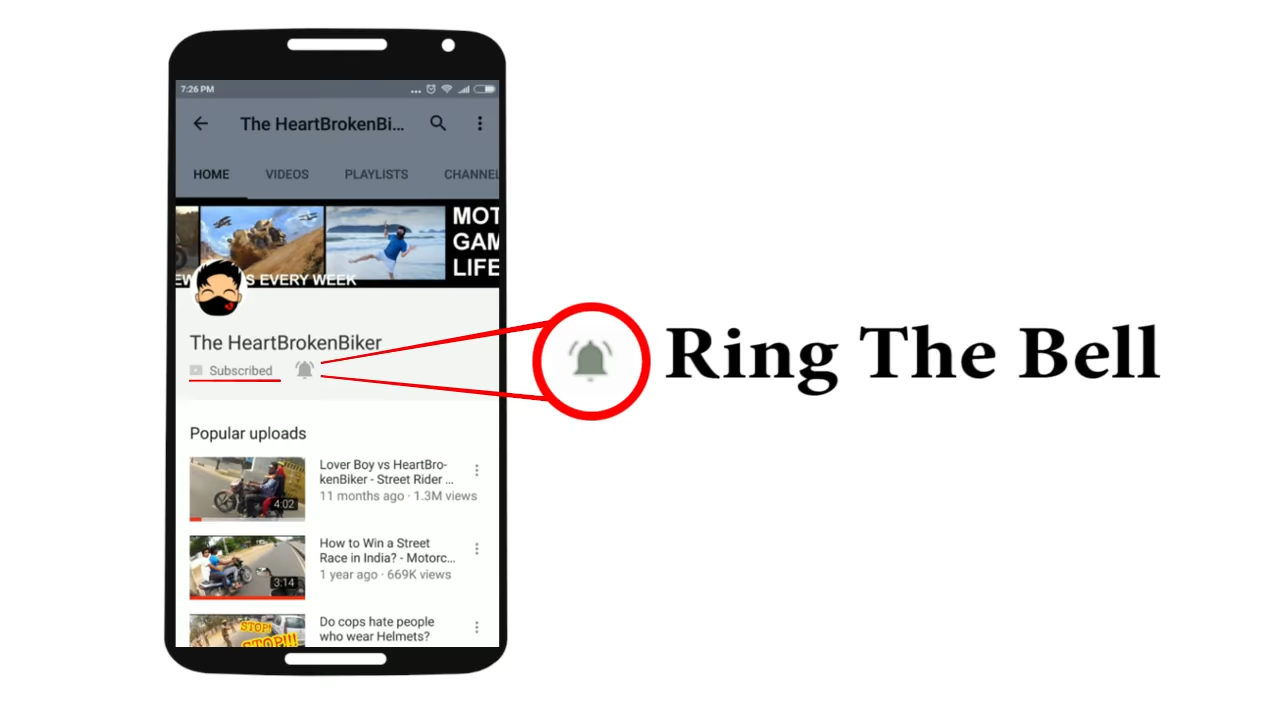 7:26 PM
The HeartBrokenBi...
HOME VIDEOS PLAYLISTS CHANNEL
MOT
GAM
LIFE
S EVERY WEEK
The HeartBrokenBiker
Subscribed
Ring The Bell
Popular uploads
Lover Boy vs HeartBro-
kenBiker - Street Rider ...
11 months ago · 1.3M views
4:02
How to Win a Street
Race in India? - Motorc...
1 year ago · 669K views
3:14
Do cops hate people
who wear Helmets?
STOP!
STOP!!!